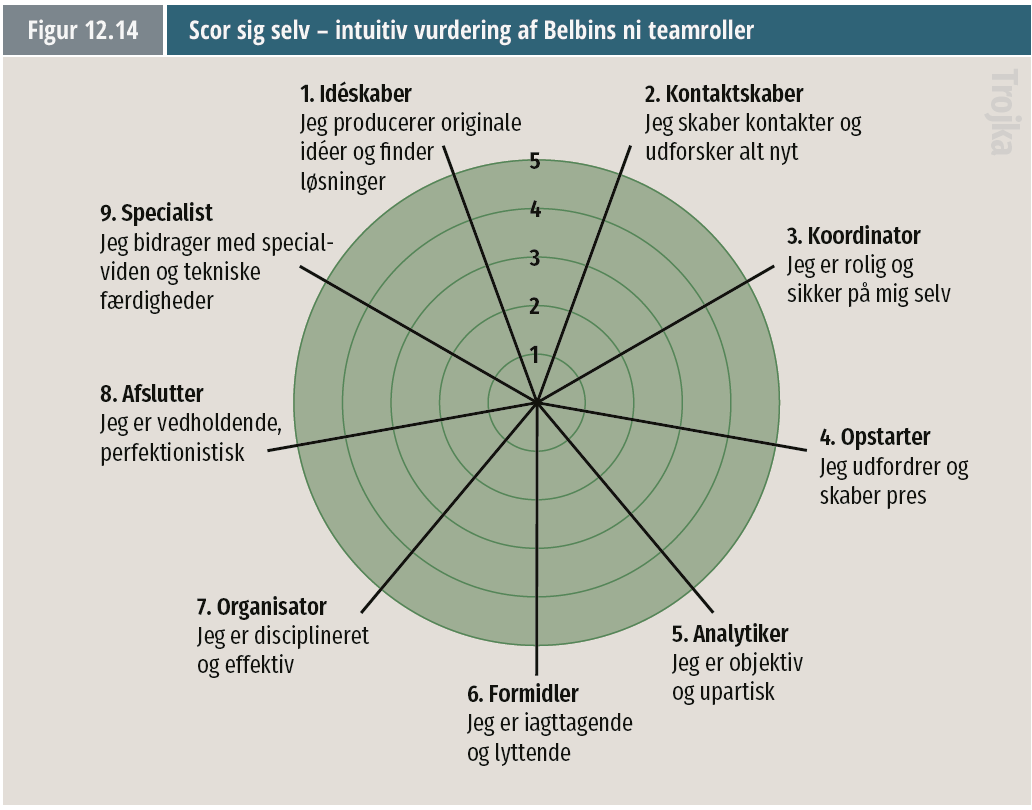 Figur 12.14
Scor sig selv – intuitiv vurdering af Belbins ni teamroller
Trojka
1. Idéskaber
Jeg producerer originale
idéer og finder
løsninger
2. Kontaktskaber
Jeg skaber kontakter og
udforsker alt nyt
3. Koordinator
Jeg er rolig og
sikker på mig selv
4. Opstarter
Jeg udfordrer og
skaber pres
5. Analytiker
Jeg er objektiv
og upartisk
6. Formidler
Jeg er iagttagende
og lyttende
7. Organisator
Jeg er disciplineret
og effektiv
8. Afslutter
Jeg er vedholdende,
perfektionistisk
9. Specialist
Jeg bidrager med special-
viden og tekniske
færdigheder
5
4
3
2
1